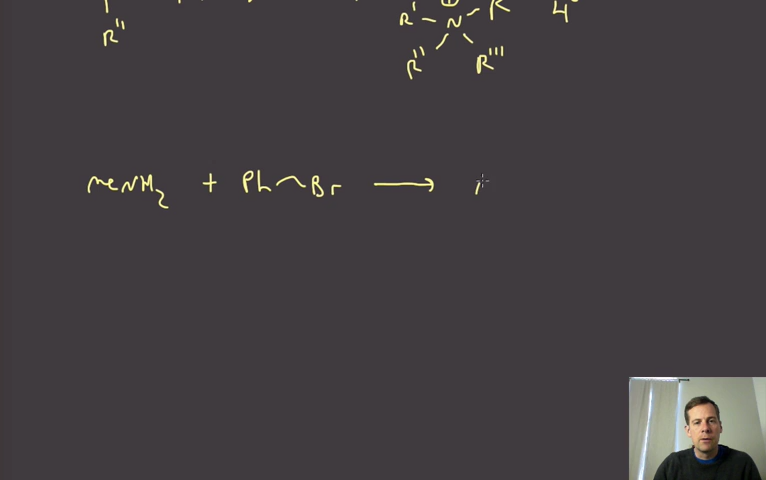 R' N R 4°
R'' R'' R'''
meNH₂ + Ph Br →